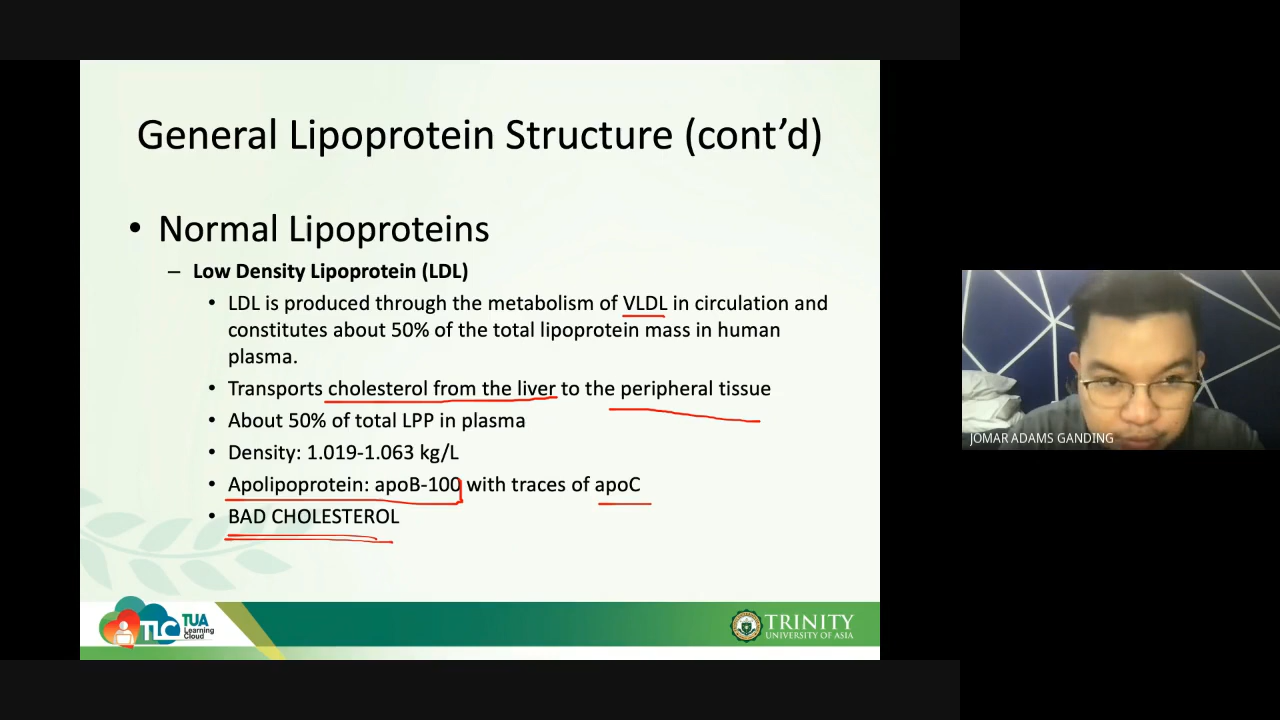 General Lipoprotein Structure (cont’d)
• Normal Lipoproteins
– Low Density Lipoprotein (LDL)
• LDL is produced through the metabolism of VLDL in circulation and
constitutes about 50% of the total lipoprotein mass in human
plasma.
• Transports cholesterol from the liver to the peripheral tissue
• About 50% of total LPP in plasma
• Density: 1.019-1.063 kg/L
• Apolipoprotein: apoB-100 with traces of apoC
• BAD CHOLESTEROL
TLC
TUA
Learning
Cloud
TRINITY
UNIVERSITY OF ASIA
JOMAR ADAMS GANDING